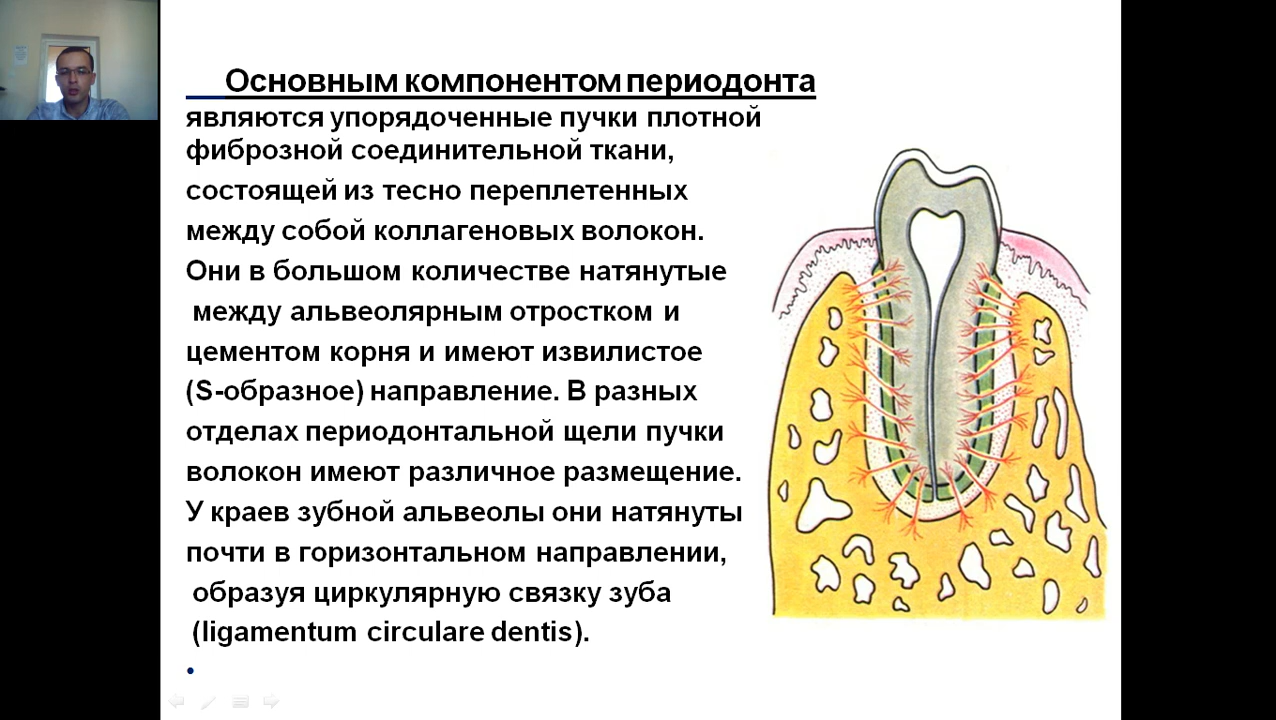 Основным компонентом периодонта
являются упорядоченные пучки плотной
фиброзной соединительной ткани,
состоящей из тесно переплетенных
между собой коллагеновых волокон.
Они в большом количестве натянутые
между альвеолярным отростком и
цементом корня и имеют извилистое
(S-образное) направление. В разных
отделах периодонтальной щели пучки
волокон имеют различное размещение.
У краев зубной альвеолы они натянуты
почти в горизонтальном направлении,
образуя циркулярную связку зуба
(ligamentum circulare dentis).